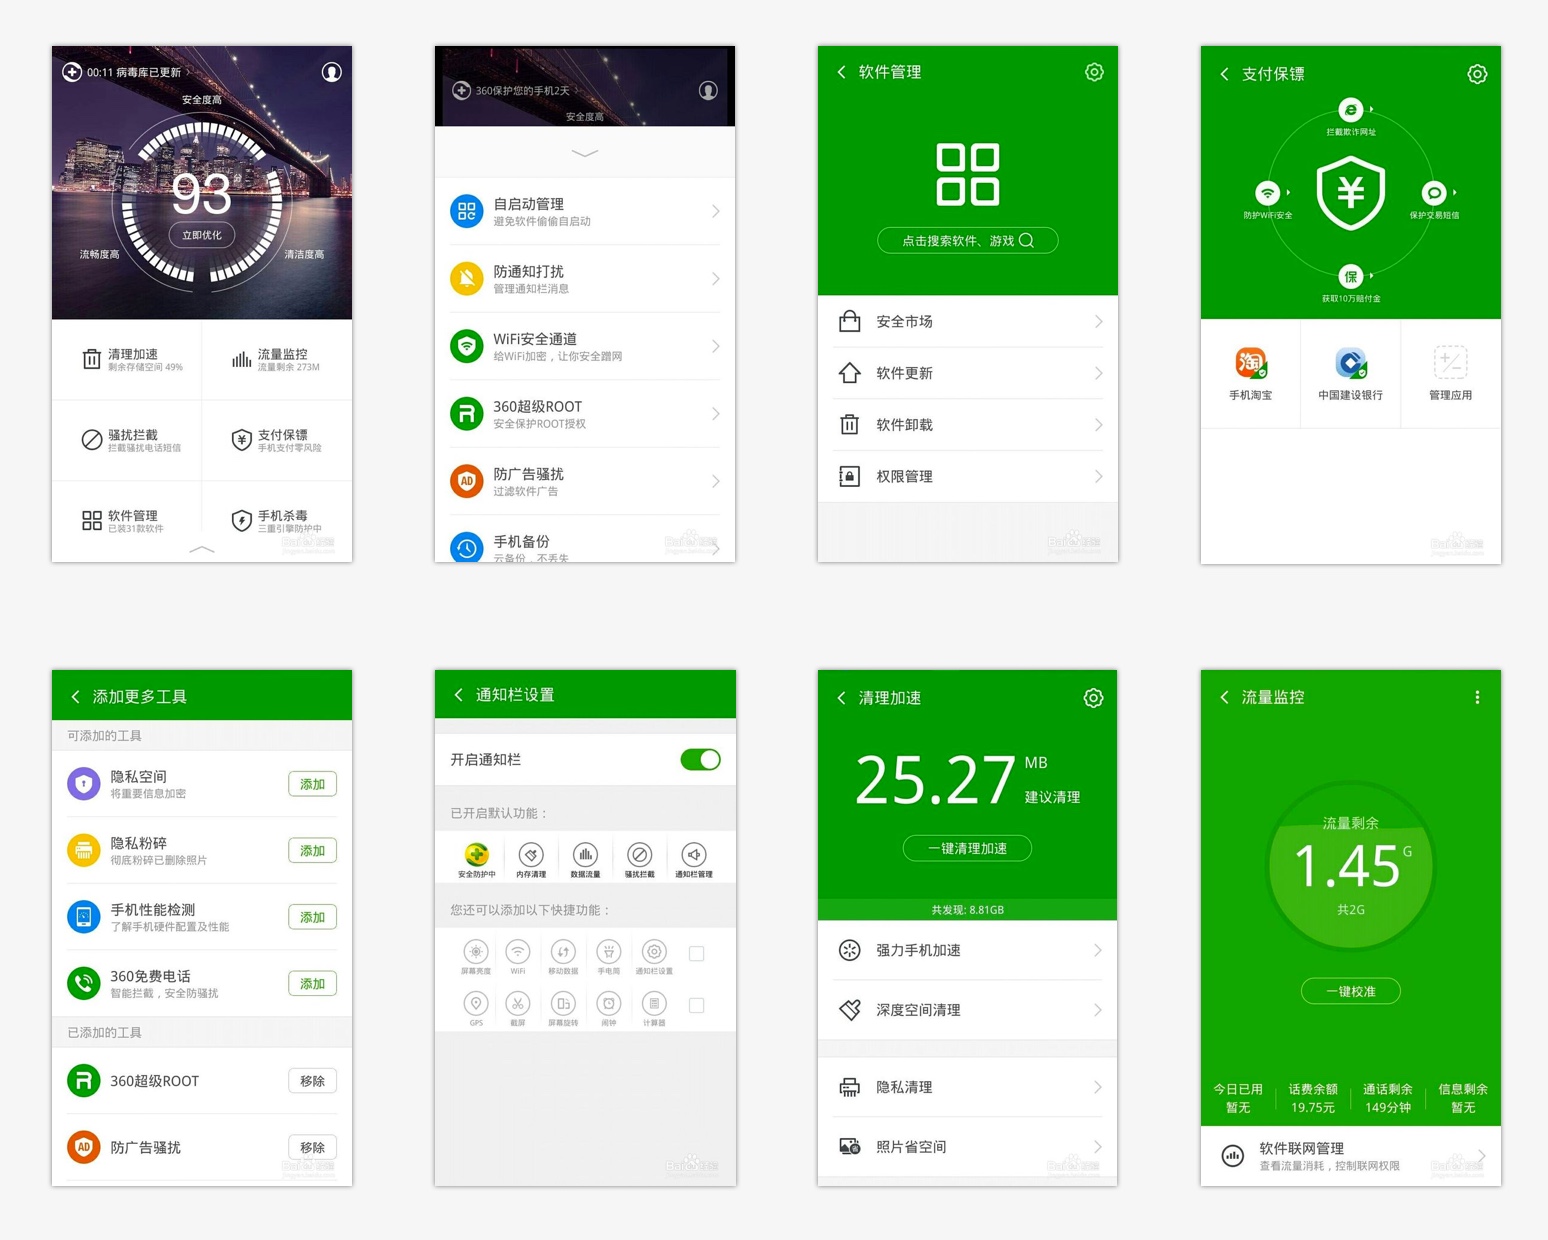 00:11 病毒库已更新
安全度高
93分
立即优化
流畅度高
清洁度高
清理加速
剩余存储空间 49%
流量监控
流量剩余 273M
骚扰拦截
拦截骚扰电话短信
支付保镖
手机支付零风险
软件管理
已装31款软件
手机杀毒
三重引擎防护中
360保护您的手机2天
安全度高
自启动管理
避免软件偷偷自启动
防通知打扰
管理通知栏消息
WiFi安全通道
给WiFi加密，让你安全蹭网
360超级ROOT
安全保护ROOT授权
AD
防广告骚扰
过滤软件广告
手机备份
云备份，不丢失
软件管理
点击搜索软件、游戏
安全市场
软件更新
软件卸载
权限管理
支付保镖
拦截欺诈网址
防护WiFi安全
¥
保护交易短信
保
获取10万赔付金
淘
手机淘宝
中国建设银行
管理应用
添加更多工具
可添加的工具
隐私空间
将重要信息加密
添加
隐私粉碎
彻底粉碎已删除照片
添加
手机性能检测
了解手机硬件配置及性能
添加
360免费电话
智能拦截，安全防骚扰
添加
已添加的工具
360超级ROOT
移除
AD
防广告骚扰
移除
通知栏设置
开启通知栏
已开启默认功能：
安全防护中
内存清理
数据流量
骚扰拦截
通知栏管理
您还可以添加以下快捷功能：
屏幕亮度
WiFi
移动数据
手电筒
通知栏设置
GPS
截屏
屏幕旋转
闹钟
计算器
清理加速
25.27 MB
建议清理
一键清理加速
共发现: 8.81GB
强力手机加速
深度空间清理
隐私清理
照片省空间
流量监控
流量剩余
1.45 G
共2G
一键校准
今日已用
暂无
话费余额
19.75元
通话剩余
149分钟
信息剩余
暂无
软件联网管理
查看流量消耗，控制联网权限